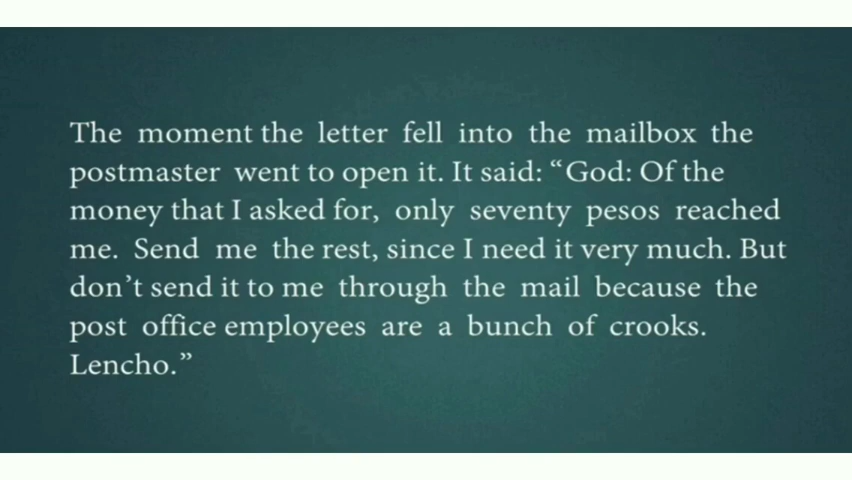 The moment the letter fell into the mailbox the
postmaster went to open it. It said: “God: Of the
money that I asked for, only seventy pesos reached
me. Send me the rest, since I need it very much. But
don’t send it to me through the mail because the
post office employees are a bunch of crooks.
Lencho.”